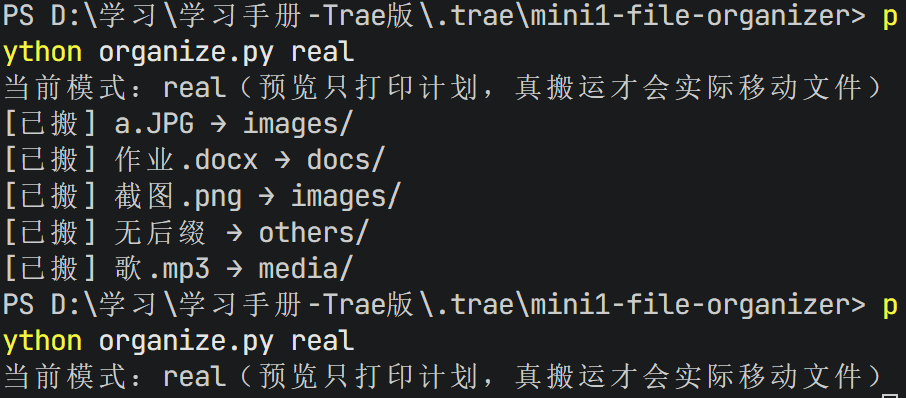 PS D:\学习\学习手册-Trae版\.trae\mini1-file-organizer> p
ython organize.py real
当前模式：real（预览只打印计划，真搬运才会实际移动文件）
[已搬] a.JPG → images/
[已搬] 作业.docx → docs/
[已搬] 截图.png → images/
[已搬] 无后缀 → others/
[已搬] 歌.mp3 → media/
PS D:\学习\学习手册-Trae版\.trae\mini1-file-organizer> p
ython organize.py real
当前模式：real（预览只打印计划，真搬运才会实际移动文件）